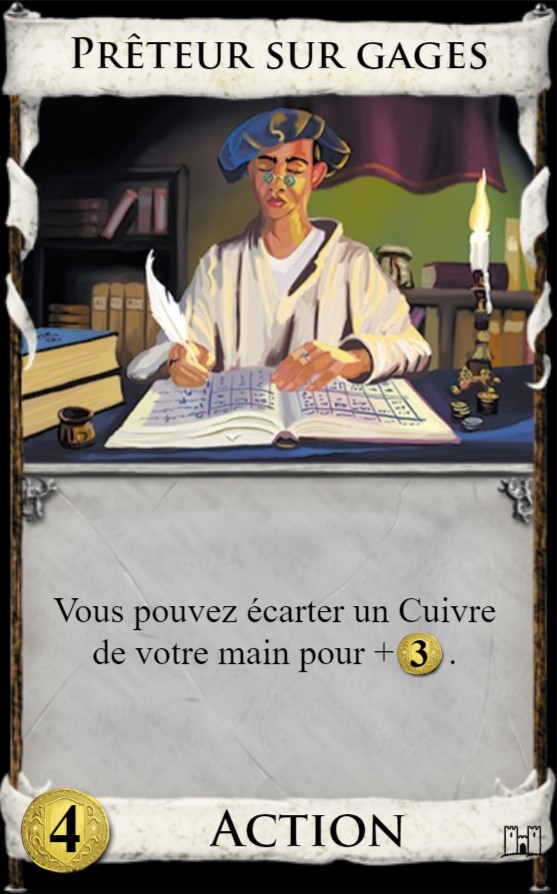 Prêteur sur gages
Vous pouvez écarter un Cuivre
de votre main pour +3 .
4
Action